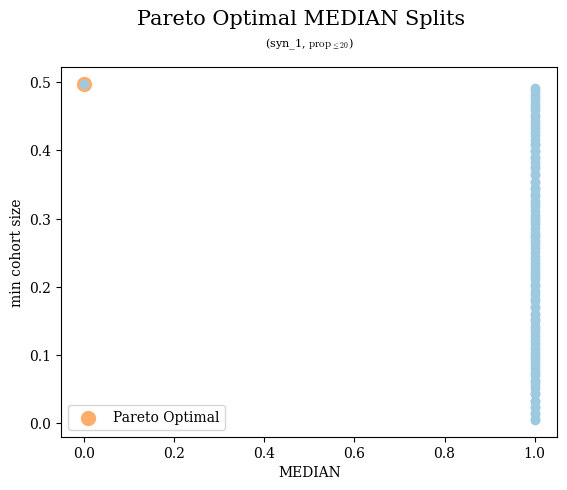 Pareto Optimal MEDIAN Splits
(syn_1, prop≤20)
0.5
0.4
0.3
0.2
0.1
0.0
min cohort size
Pareto Optimal
0.0 0.2 0.4 0.6 0.8 1.0
MEDIAN